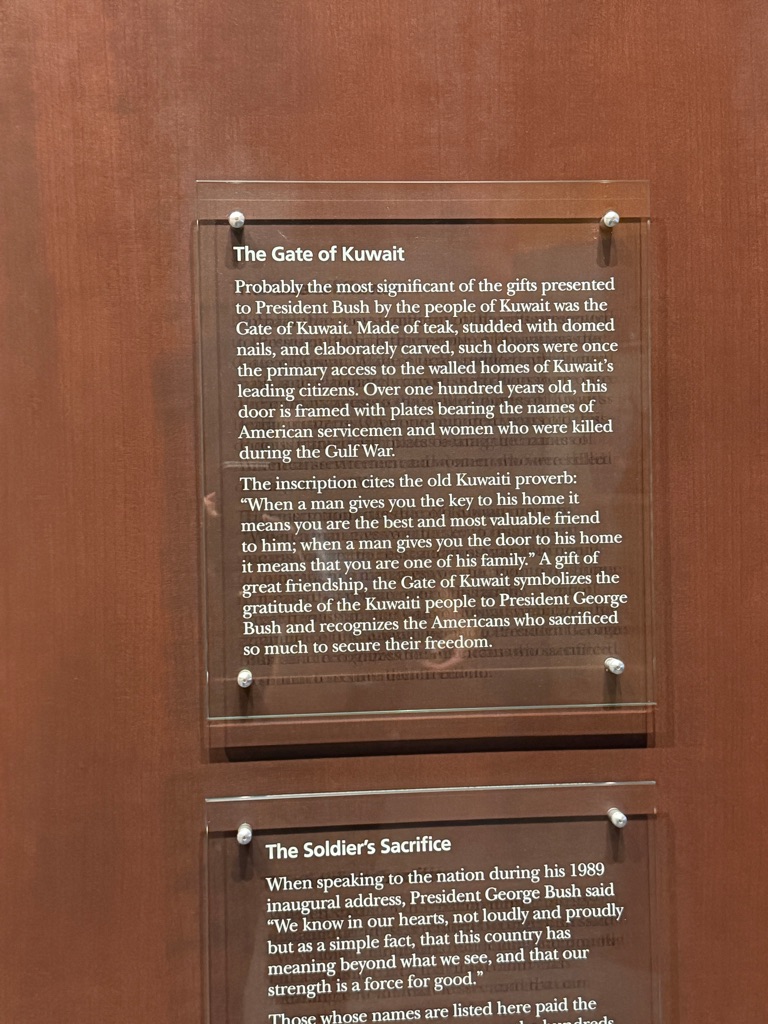 The Gate of Kuwait
Probably the most significant of the gifts presented
to President Bush by the people of Kuwait was the
Gate of Kuwait. Made of teak, studded with domed
nails, and elaborately carved, such doors were once
the primary access to the walled homes of Kuwait's
leading citizens. Over one hundred years old, this
door is framed with plates bearing the names of
American servicemen and women who were killed
during the Gulf War.
The inscription cites the old Kuwaiti proverb:
“When a man gives you the key to his home it
means you are the best and most valuable friend
to him; when a man gives you the door to his home
it means that you are one of his family.” A gift of
great friendship, the Gate of Kuwait symbolizes the
gratitude of the Kuwaiti people to President George
Bush and recognizes the Americans who sacrificed
so much to secure their freedom.
The Soldier's Sacrifice
When speaking to the nation during his 1989
inaugural address, President George Bush said
“We know in our hearts, not loudly and proudly
but as a simple fact, that this country has
meaning beyond what we see, and that our
strength is a force for good.”
Those whose names are listed here paid the
hundreds